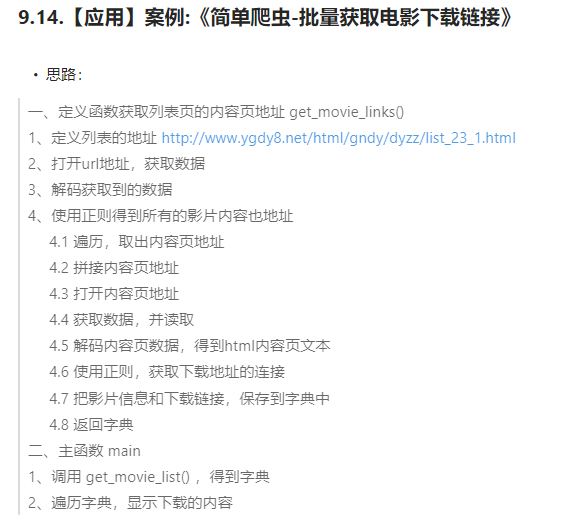 9.14.【应用】案例:《简单爬虫-批量获取电影下载链接》
• 思路：
一、定义函数获取列表页的内容页地址 get_movie_links()
1、定义列表的地址 http://www.ygdy8.net/html/gndy/dyzz/list_23_1.html
2、打开url地址，获取数据
3、解码获取到的数据
4、使用正则得到所有的影片内容也地址
4.1 遍历，取出内容页地址
4.2 拼接内容页地址
4.3 打开内容页地址
4.4 获取数据，并读取
4.5 解码内容页数据，得到html内容页文本
4.6 使用正则，获取下载地址的连接
4.7 把影片信息和下载链接，保存到字典中
4.8 返回字典
二、主函数 main
1、调用 get_movie_list() ，得到字典
2、遍历字典，显示下载的内容